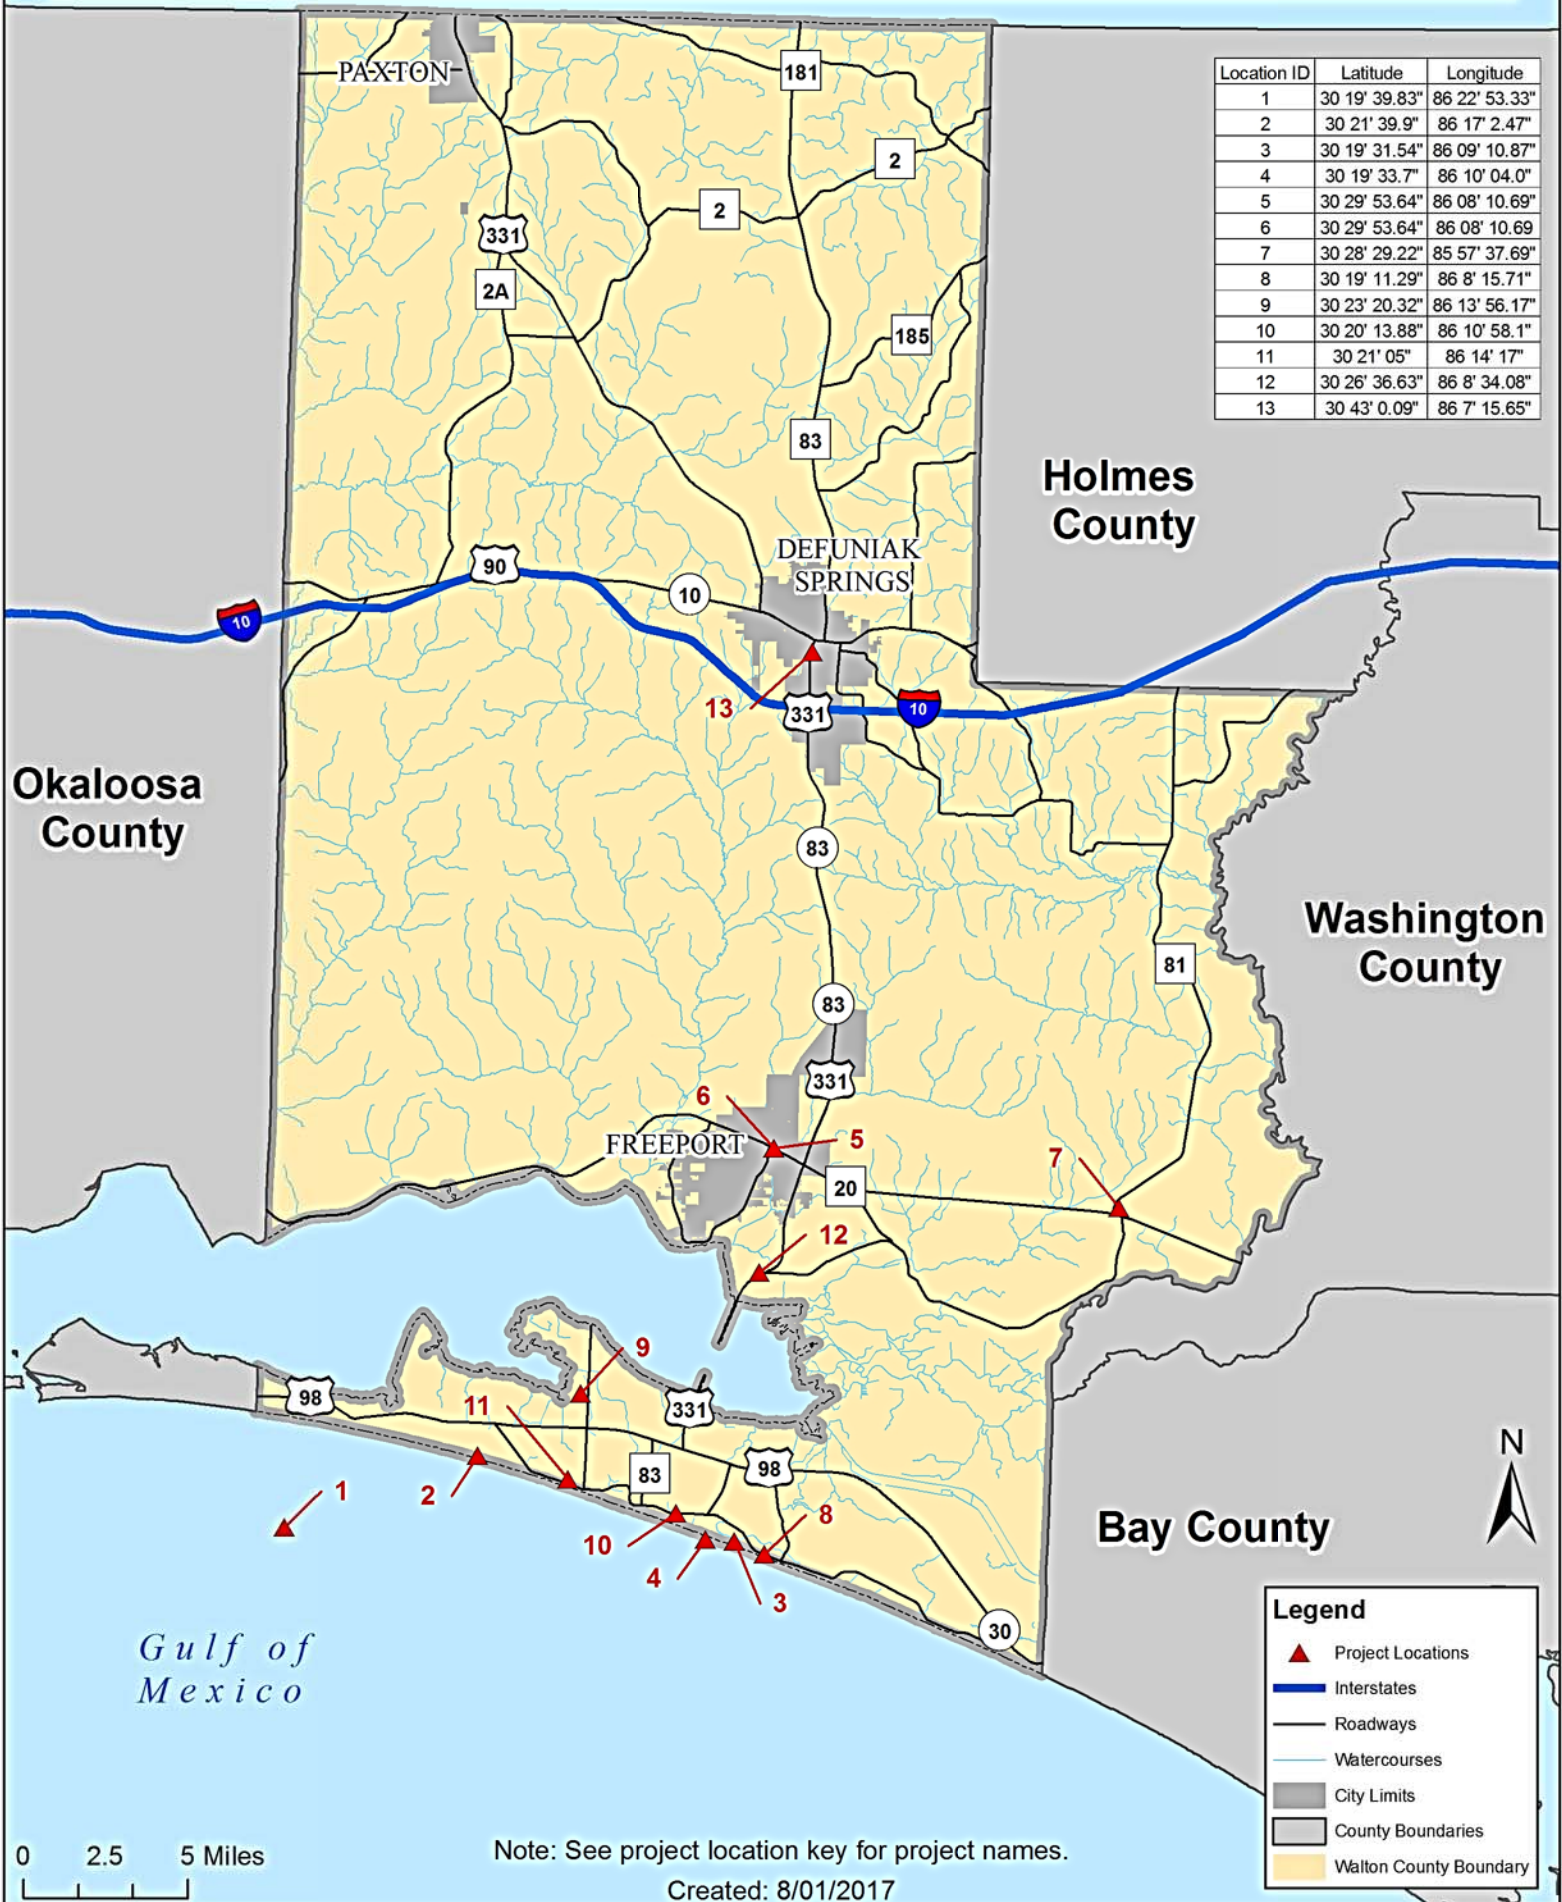 PAXTON
181
2
2
331
2A
185
83
Location ID Latitude Longitude
1 30 19' 39.83" 86 22' 53.33"
2 30 21' 39.9" 86 17' 2.47"
3 30 19' 31.54" 86 09' 10.87"
4 30 19' 33.7" 86 10' 04.0"
5 30 29' 53.64" 86 08' 10.69"
6 30 29' 53.64" 86 08' 10.69
7 30 28' 29.22" 85 57' 37.69"
8 30 19' 11.29" 86 8' 15.71"
9 30 23' 20.32" 86 13' 56.17"
10 30 20' 13.88" 86 10' 58.1"
11 30 21' 05" 86 14' 17"
12 30 26' 36.63" 86 8' 34.08"
13 30 43' 0.09" 86 7' 15.65"
Holmes
County
DEFUNIAK
SPRINGS
90
10
10
13
331
10
Okaloosa
County
83
Washington
County
81
83
331
6
FREEPORT
5
7
20
12
9
98
11
331
83
98
1
2
8
10
4
3
N
Bay County
30
Gulf of
Mexico
Legend
Project Locations
Interstates
Roadways
Watercourses
City Limits
County Boundaries
Walton County Boundary
0 2.5 5 Miles
Note: See project location key for project names.
Created: 8/01/2017